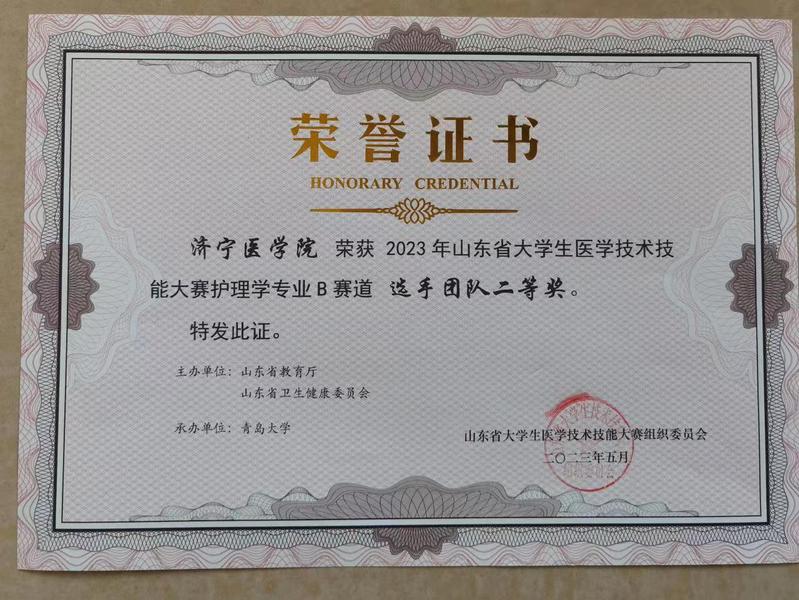 荣誉证书
HONORARY CREDENTIAL
济宁医学院 荣获 2023年山东省大学生医学技术技
能大赛护理学专业B赛道 选手团队二等奖。
特发此证。
主办单位：山东省教育厅
山东省卫生健康委员会
承办单位：青岛大学
山东省大学生医学技术技能大赛组织委员会
二〇二三年五月